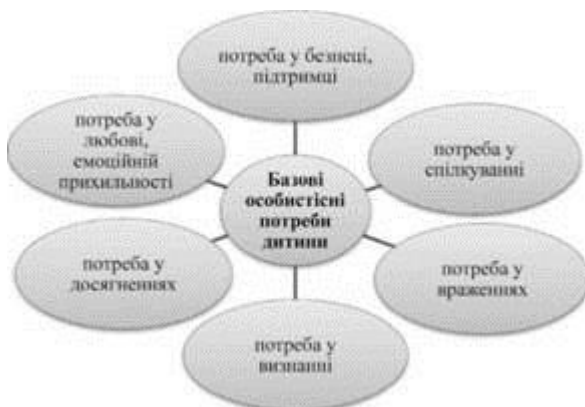 потреба у безпеці,
підтримці
потреба у
любові,
емоційній
прихильності
потреба у
спілкуванні
Базові
особистісні
потреби
дитини
потреба у
досягненнях
потреба у
враженнях
потреба у
визнанні